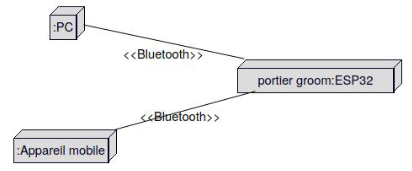 :PC
<<Bluetooth>>
portier groom:ESP32
<<Bluetooth>>
:Appareil mobile